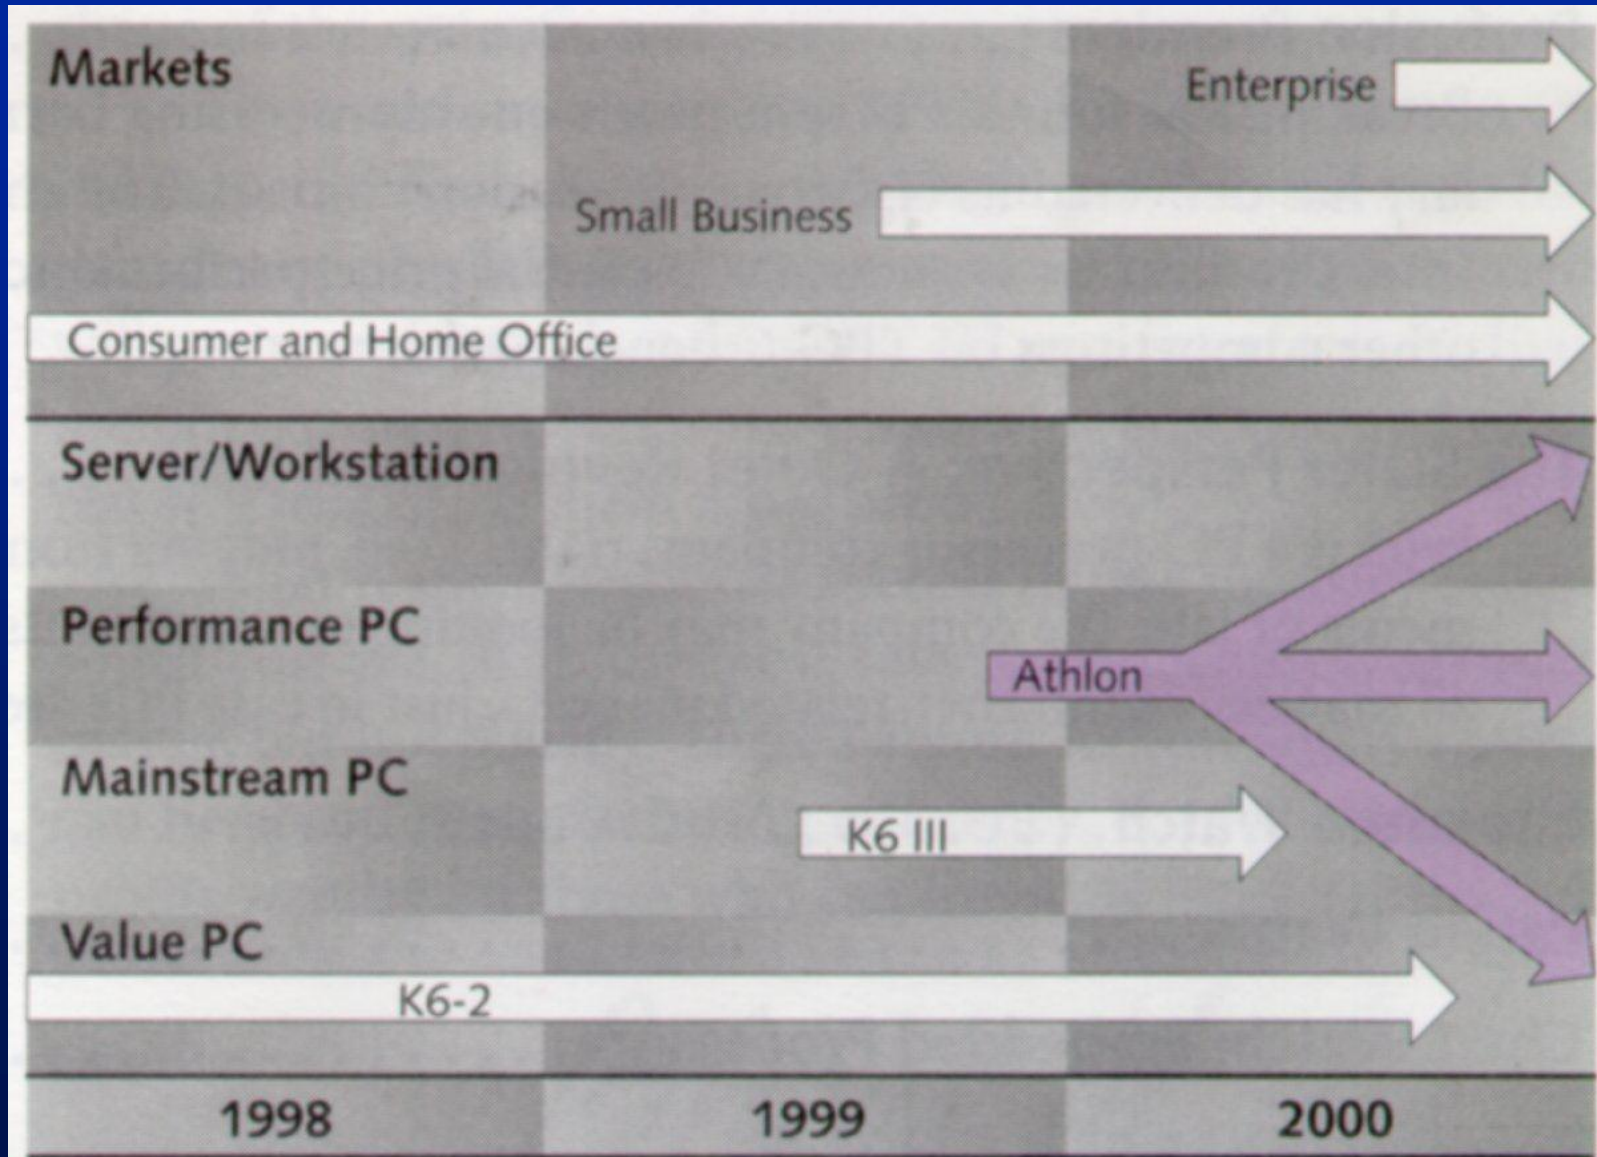 Markets
Enterprise
Small Business
Consumer and Home Office
Server/Workstation
Performance PC
Athlon
Mainstream PC
K6 III
Value PC
K6-2
1998 1999 2000